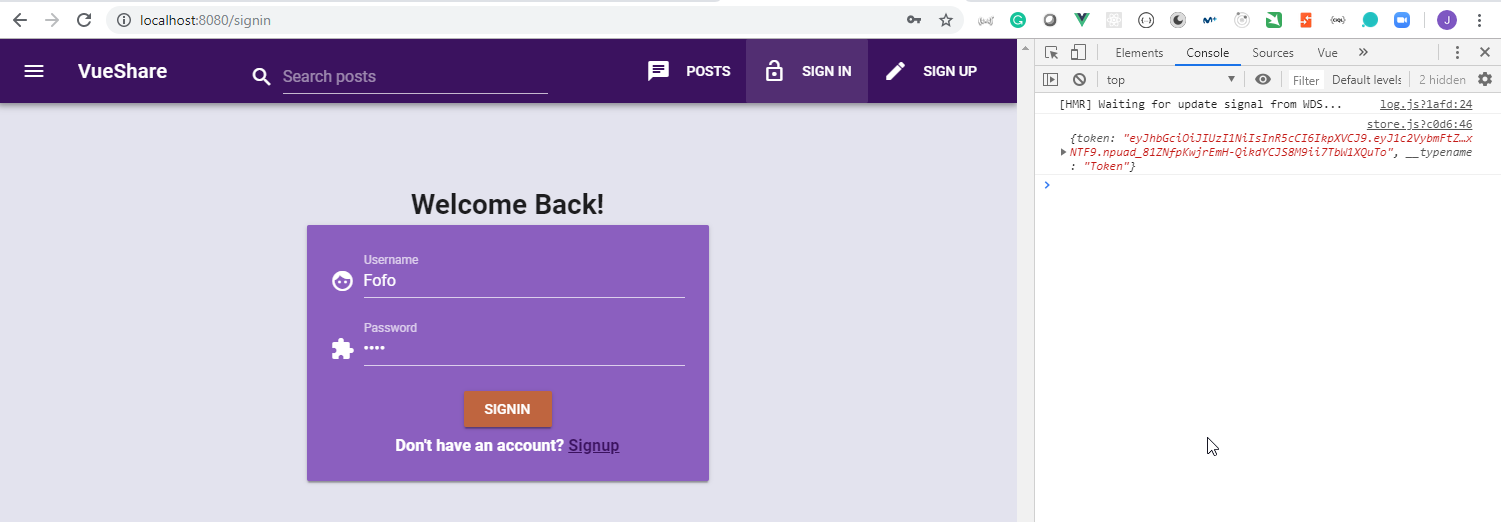 localhost:8080/signin
J
VueShare
Search posts
POSTS
SIGN IN
SIGN UP
Welcome Back!
Username
Fofo
Password
••••
SIGNIN
Don't have an account? Signup
Elements Console Sources Vue »
top
Filter
Default levels
2 hidden
[HMR] Waiting for update signal from WDS... log.js?1afd:24
store.js?c0d6:46
{token: "eyJhbGciOiJIUzI1NiIsInR5cCI6IkpXVCJ9.eyJ1c2VybmFtZ…x
NTF9.npuad_81ZNfpKwjrEmH-QikdYCJS8M9ii7TbW1XQuTo", __typename
: "Token"}